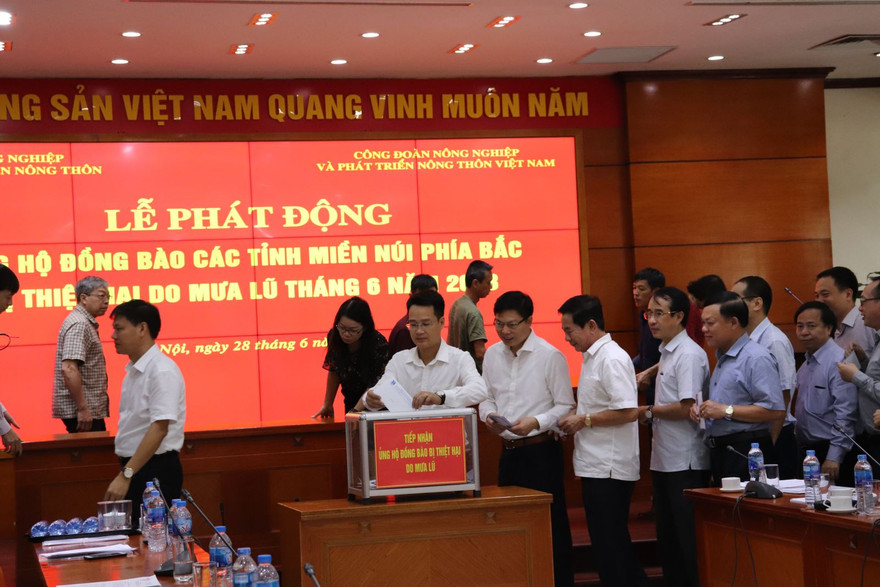 NG SẢN VIỆT NAM QUANG VINH MUÔN NĂM
NGHIỆP
NÔNG THÔN
CÔNG ĐOÀN NÔNG NGHIỆP
VÀ PHÁT TRIỂN NÔNG THÔN VIỆT NAM
LỄ PHÁT ĐỘNG
HỘ ĐỒNG BÀO CÁC TỈNH MIỀN NÚI PHÍA BẮC
THIỆT HẠI DO MƯA LŨ THÁNG 6 NĂM
Nội, ngày 28 tháng 6
TIẾP NHẬN
ỦNG HỘ ĐỒNG BÀO BỊ THIỆT HẠI
DO MƯA LŨ